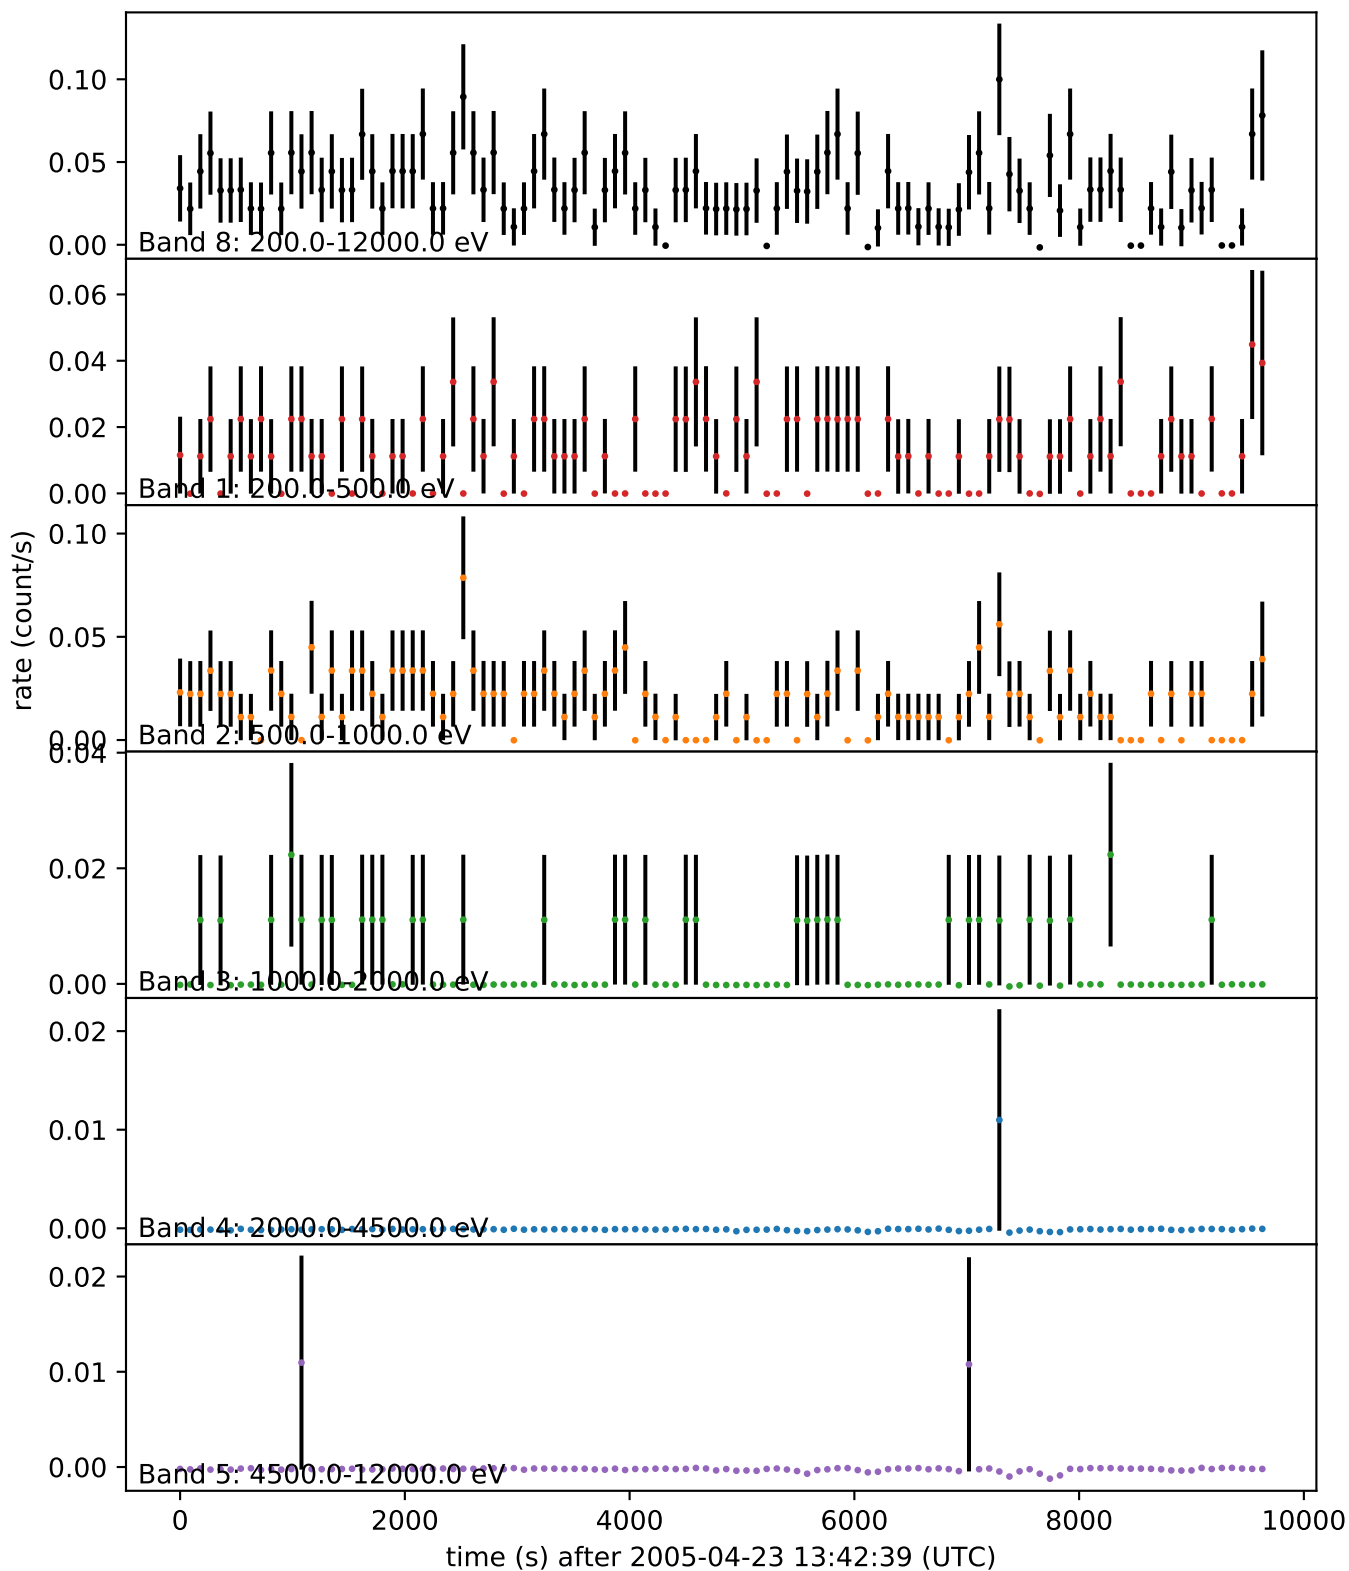 0.10
0.05
0.00
Band 8: 200.0-12000.0 eV
0.06
0.04
0.02
0.00
Band 1: 200.0-500.0 eV
rate (count/s)
0.10
0.05
0.00
Band 2: 500.0-1000.0 eV
0.04
0.02
0.00
Band 3: 1000.0-2000.0 eV
0.02
0.01
0.00
Band 4: 2000.0-4500.0 eV
0.02
0.01
0.00
Band 5: 4500.0-12000.0 eV
0 2000 4000 6000 8000 10000
time (s) after 2005-04-23 13:42:39 (UTC)